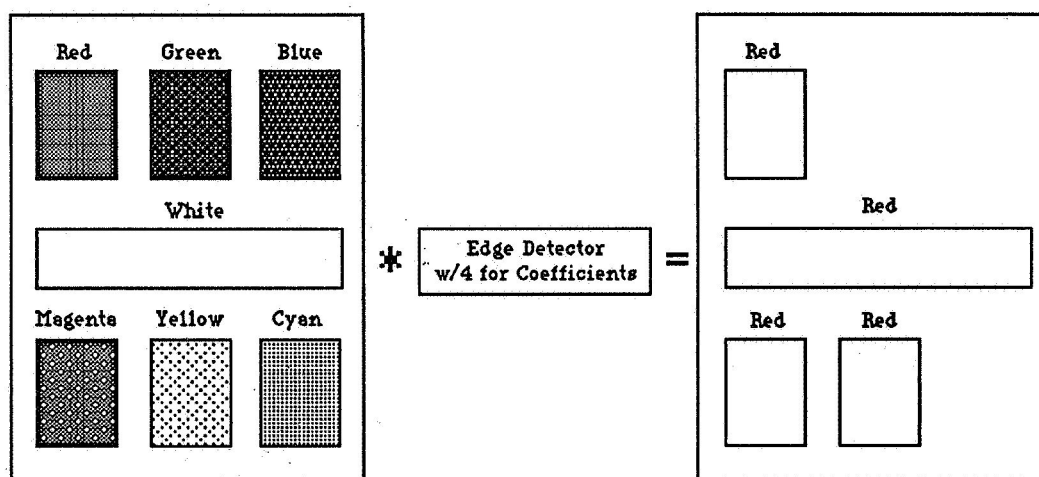 Red Green Blue
White
Magenta Yellow Cyan
*
Edge Detector
w/4 for Coefficients
=
Red
Red
Red Red